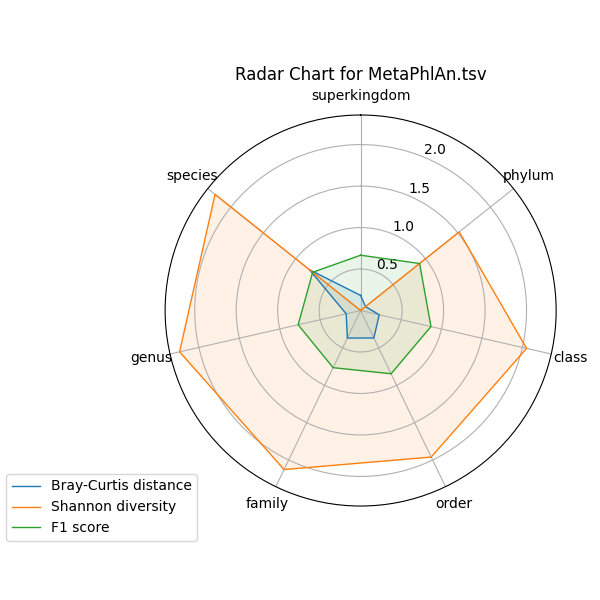 Radar Chart for MetaPhlAn.tsv
superkingdom
2.0
species
phylum
1.5
1.0
0.5
genus
class
family
order
Bray-Curtis distance
Shannon diversity
F1 score